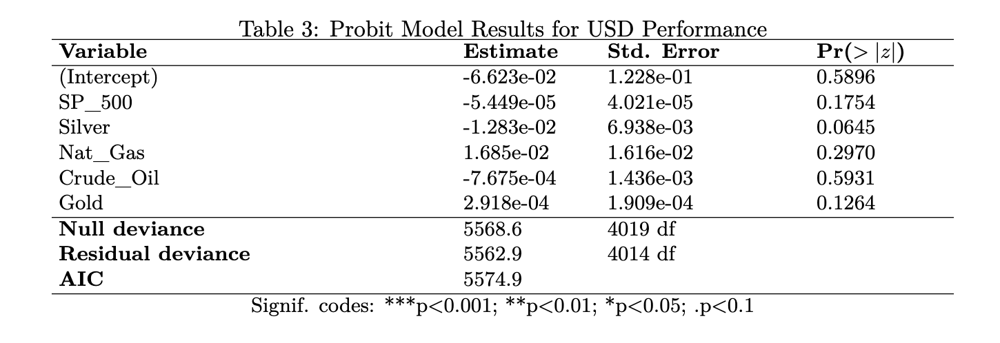 Table 3: Probit Model Results for USD Performance
Variable Estimate Std. Error Pr(> |z|)
(Intercept) -6.623e-02 1.228e-01 0.5896
SP_500 -5.449e-05 4.021e-05 0.1754
Silver -1.283e-02 6.938e-03 0.0645
Nat_Gas 1.685e-02 1.616e-02 0.2970
Crude_Oil -7.675e-04 1.436e-03 0.5931
Gold 2.918e-04 1.909e-04 0.1264
Null deviance 5568.6 4019 df
Residual deviance 5562.9 4014 df
AIC 5574.9
Signif. codes: ***p<0.001; **p<0.01; *p<0.05; .p<0.1